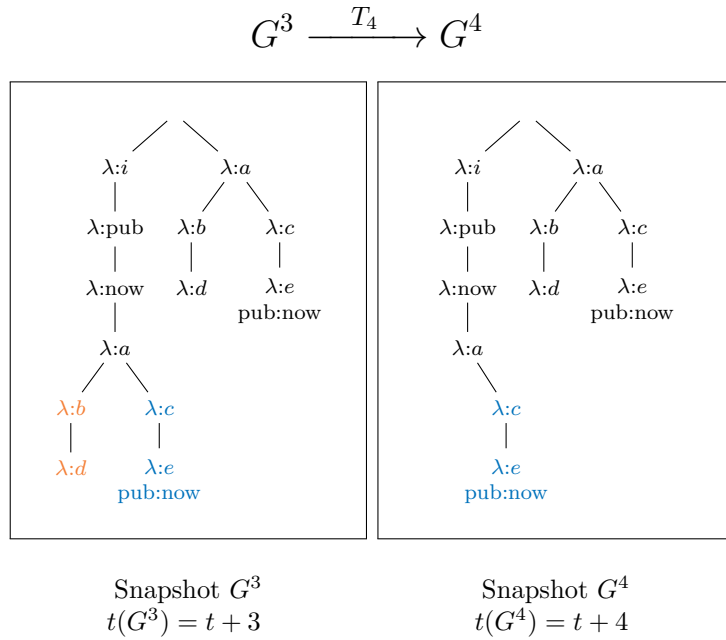 G³ T₄ G⁴
λ:i λ:a λ:i λ:a
λ:pub λ:b λ:c λ:pub λ:b λ:c
λ:now λ:d λ:e λ:now λ:d λ:e
pub:now pub:now
λ:a λ:a
λ:b λ:c λ:c
λ:d λ:e λ:e
pub:now pub:now
Snapshot G³ Snapshot G⁴
t(G³) = t + 3 t(G⁴) = t + 4